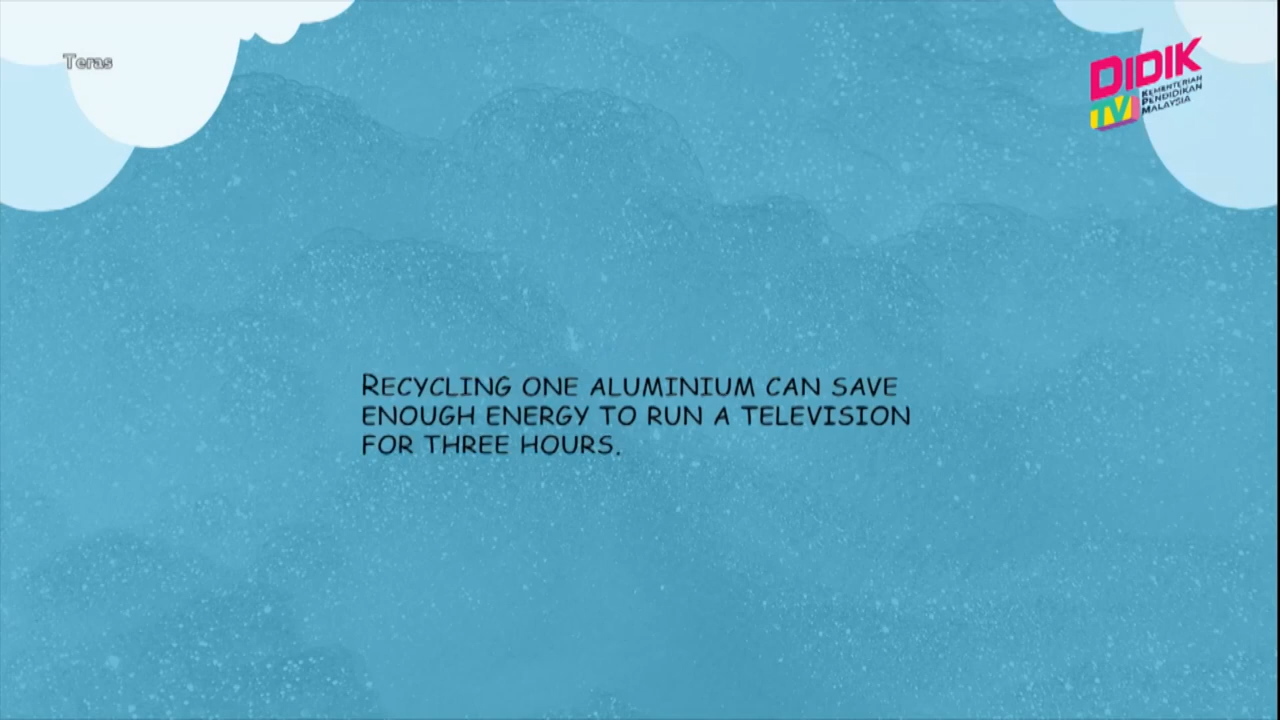 Teras
DIDIK
TV
KEMENTERIAN
PENDIDIKAN
MALAYSIA
RECYCLING ONE ALUMINIUM CAN SAVE
ENOUGH ENERGY TO RUN A TELEVISION
FOR THREE HOURS.